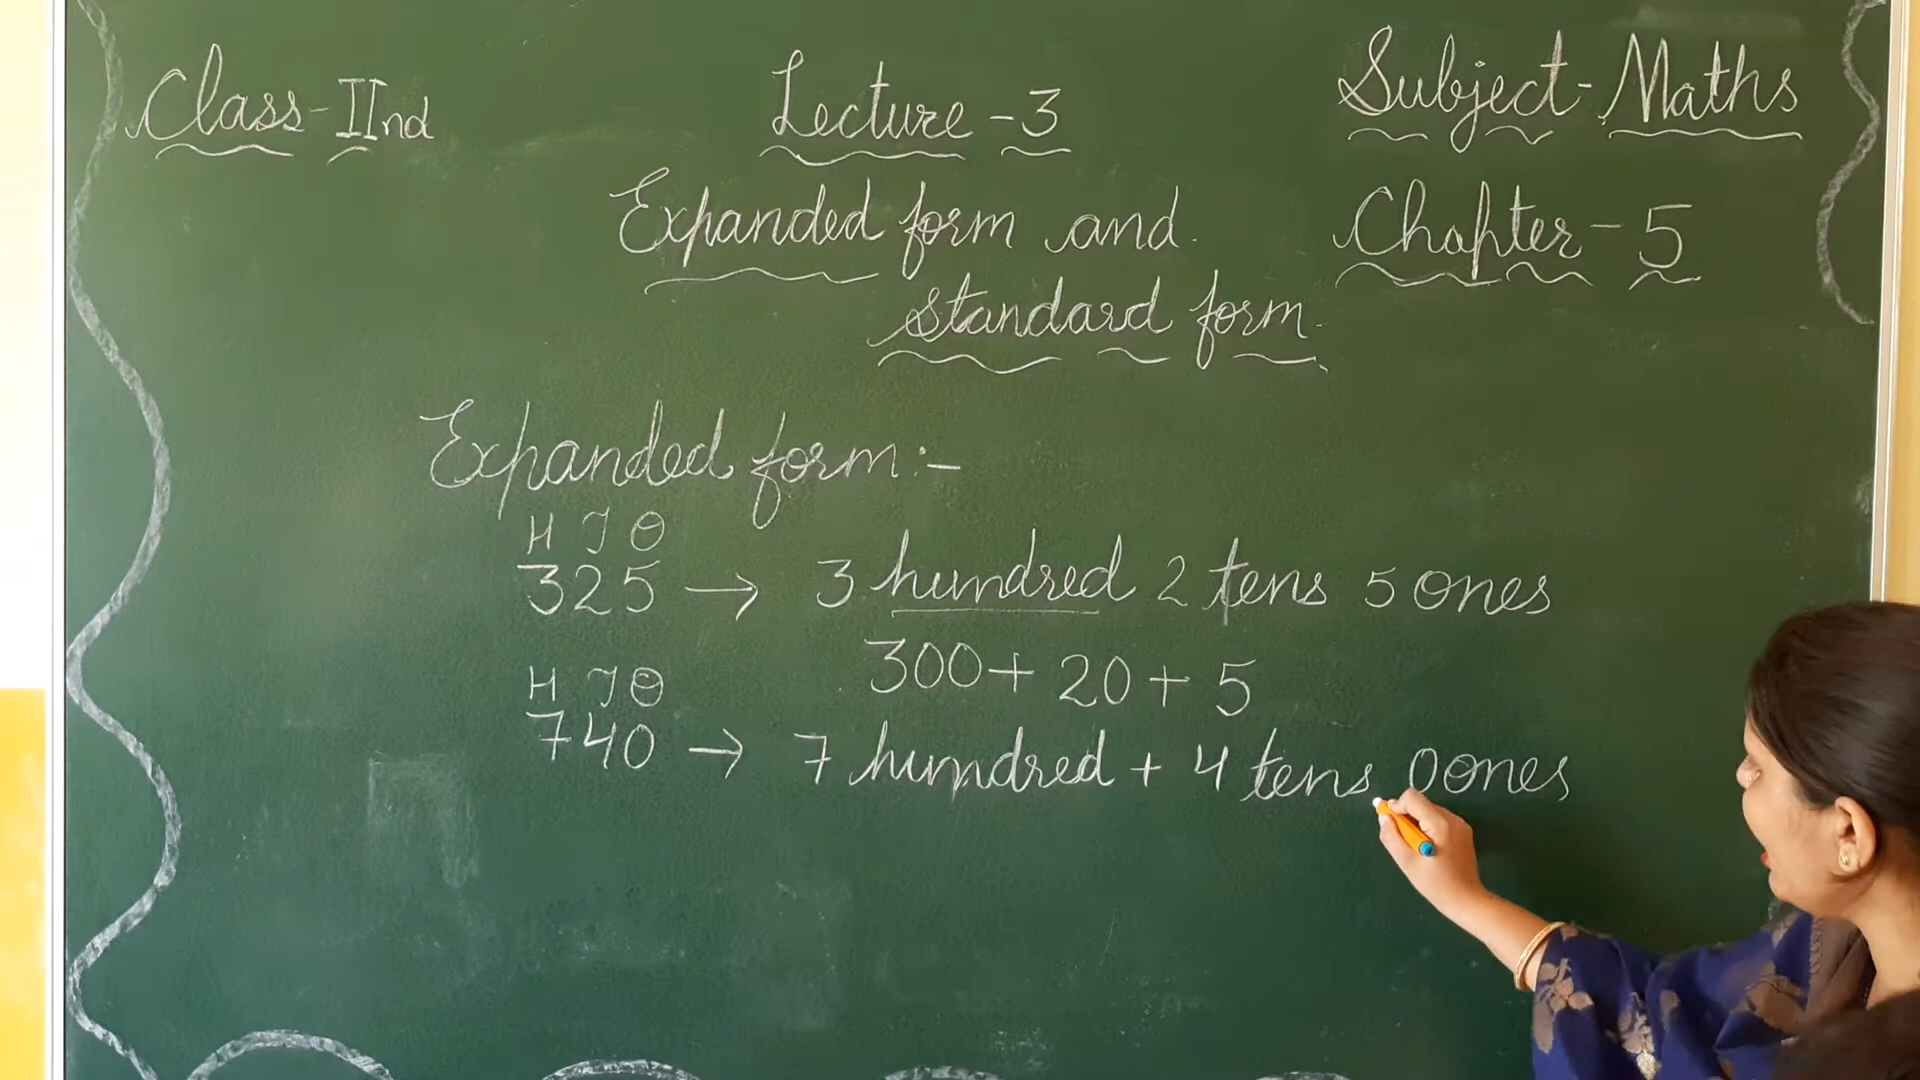 Class-IInd
Lecture-3
Subject-Maths
Expanded form and
Chapter-5
standard form.
Expanded form:-
H T O
325 → 3 hundred 2 tens 5 ones
300+ 20+ 5
H T O
740 → 7 hundred + 4 tens 0 ones